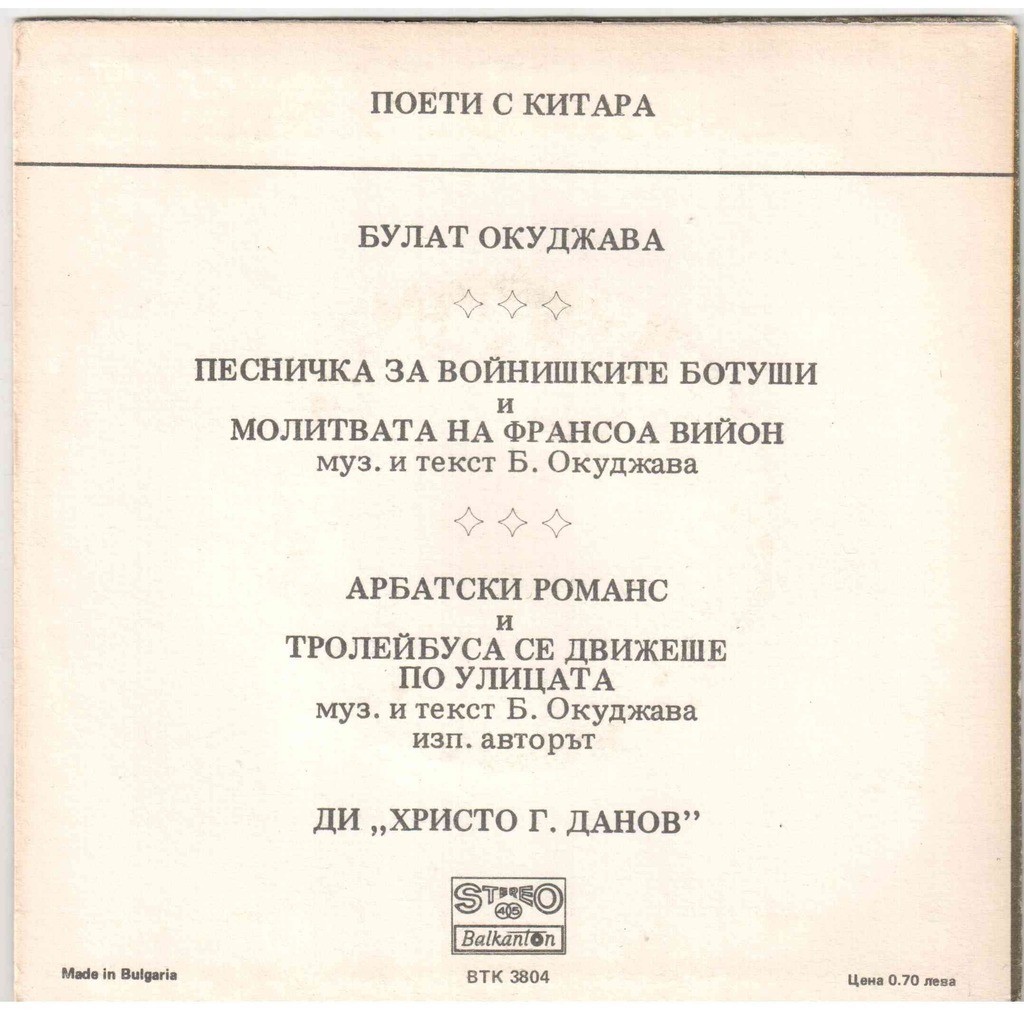 ПОЕТИ С КИТАРА
БУЛАТ ОКУДЖАВА
ПЕСНИЧКА ЗА ВОЙНИШКИТЕ БОТУШИ
и
МОЛИТВАТА НА ФРАНСОА ВИЙОН
муз. и текст Б. Окуджава
АРБАТСКИ РОМАНС
и
ТРОЛЕЙБУСА СЕ ДВИЖЕШЕ
ПО УЛИЦАТА
муз. и текст Б. Окуджава
изп. авторът
ДИ „ХРИСТО Г. ДАНОВ”
STEREO
45
Balkanton
Made in Bulgaria
ВТК 3804
Цена 0.70 лева